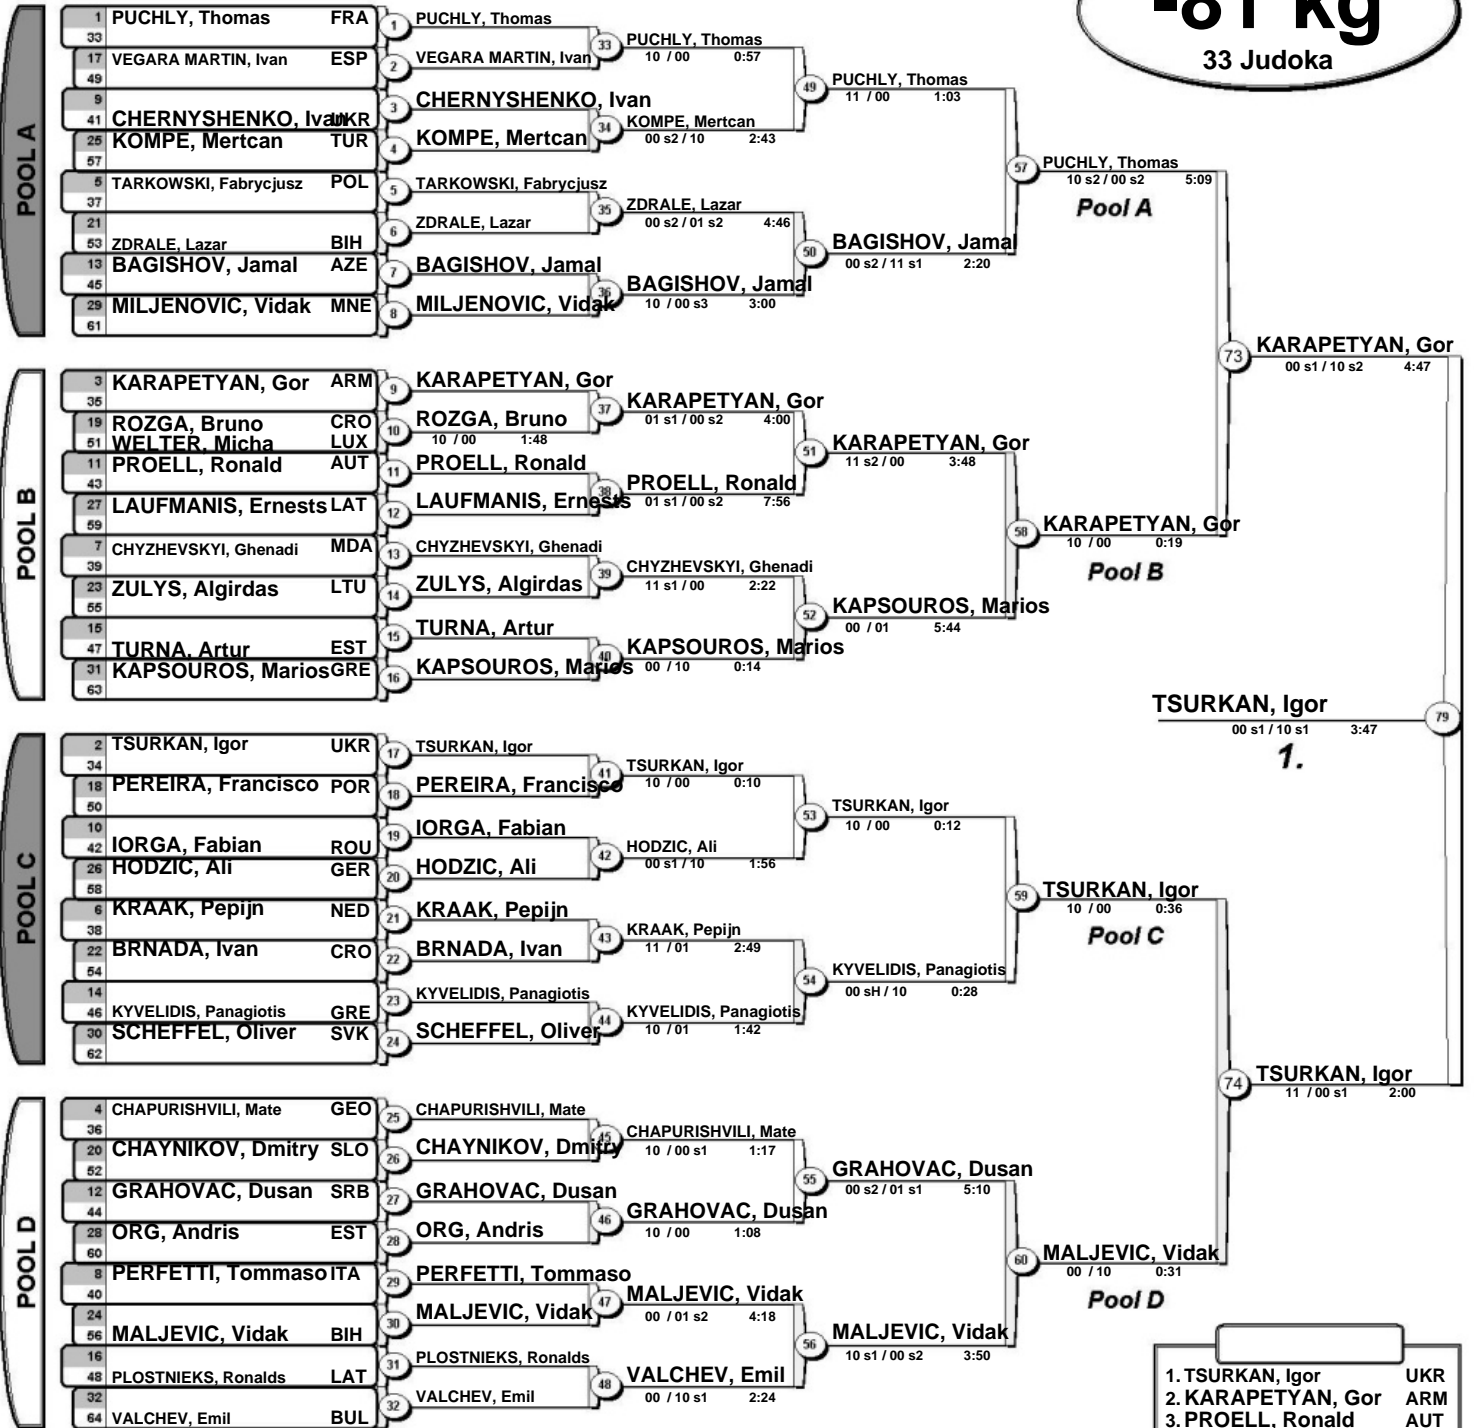 -81 kg
33 Judoka
POOL A
1 PUCHLY, Thomas FRA
33
17 VEGARA MARTIN, Ivan ESP
49
9
41 CHERNYSHENKO, Ivan UKR
25 KOMPE, Mertcan TUR
57
5 TARKOWSKI, Fabrycjusz POL
37
21
53 ZDRALE, Lazar BIH
13 BAGISHOV, Jamal AZE
45
29 MILJENOVIC, Vidak MNE
61
1 PUCHLY, Thomas
2 VEGARA MARTIN, Ivan
3 CHERNYSHENKO, Ivan
4 KOMPE, Mertcan
5 TARKOWSKI, Fabrycjusz
6 ZDRALE, Lazar
7 BAGISHOV, Jamal
8 MILJENOVIC, Vidak
33 PUCHLY, Thomas
10 / 00 0:57
34 KOMPE, Mertcan
00 s2 / 10 2:43
35 ZDRALE, Lazar
00 s2 / 01 s2 4:46
36 BAGISHOV, Jamal
10 / 00 s3 3:00
49 PUCHLY, Thomas
11 / 00 1:03
50 BAGISHOV, Jamal
00 s2 / 11 s1 2:20
57 PUCHLY, Thomas
10 s2 / 00 s2 5:09
Pool A
POOL B
3 KARAPETYAN, Gor ARM
35
19 ROZGA, Bruno CRO
51 WELTER, Micha LUX
11 PROELL, Ronald AUT
43
27 LAUFMANIS, Ernests LAT
59
7 CHYZHEVSKYI, Ghenadi MDA
39
23 ZULYS, Algirdas LTU
55
15
47 TURNA, Artur EST
31 KAPSOUROS, Marios GRE
63
9 KARAPETYAN, Gor
10 ROZGA, Bruno
10 / 00 1:48
11 PROELL, Ronald
12 LAUFMANIS, Ernests
13 CHYZHEVSKYI, Ghenadi
14 ZULYS, Algirdas
15 TURNA, Artur
16 KAPSOUROS, Marios
37 KARAPETYAN, Gor
01 s1 / 00 s2 4:00
38 PROELL, Ronald
01 s1 / 00 s2 7:56
39 CHYZHEVSKYI, Ghenadi
11 s1 / 00 2:22
40 KAPSOUROS, Marios
00 / 10 0:14
51 KARAPETYAN, Gor
11 s2 / 00 3:48
52 KAPSOUROS, Marios
00 / 01 5:44
58 KARAPETYAN, Gor
10 / 00 0:19
Pool B
73 KARAPETYAN, Gor
00 s1 / 10 s2 4:47
TSURKAN, Igor 79
00 s1 / 10 s1 3:47
1.
POOL C
2 TSURKAN, Igor UKR
34
18 PEREIRA, Francisco POR
50
10
42 IORGA, Fabian ROU
26 HODZIC, Ali GER
58
6 KRAAK, Pepijn NED
38
22 BRNADA, Ivan CRO
54
14
46 KYVELIDIS, Panagiotis GRE
30 SCHEFFEL, Oliver SVK
62
17 TSURKAN, Igor
18 PEREIRA, Francisco
19 IORGA, Fabian
20 HODZIC, Ali
21 KRAAK, Pepijn
22 BRNADA, Ivan
23 KYVELIDIS, Panagiotis
24 SCHEFFEL, Oliver
41 TSURKAN, Igor
10 / 00 0:10
42 HODZIC, Ali
00 s1 / 10 1:56
43 KRAAK, Pepijn
11 / 01 2:49
44 KYVELIDIS, Panagiotis
10 / 01 1:42
53 TSURKAN, Igor
10 / 00 0:12
54 KYVELIDIS, Panagiotis
00 sH / 10 0:28
59 TSURKAN, Igor
10 / 00 0:36
Pool C
POOL D
4 CHAPURISHVILI, Mate GEO
36
20 CHAYNIKOV, Dmitry SLO
52
12 GRAHOVAC, Dusan SRB
44
28 ORG, Andris EST
60
8 PERFETTI, Tommaso ITA
40
24
56 MALJEVIC, Vidak BIH
16
48 PLOSTNIEKS, Ronalds LAT
32
64 VALCHEV, Emil BUL
25 CHAPURISHVILI, Mate
26 CHAYNIKOV, Dmitry
27 GRAHOVAC, Dusan
28 ORG, Andris
29 PERFETTI, Tommaso
30 MALJEVIC, Vidak
31 PLOSTNIEKS, Ronalds
32 VALCHEV, Emil
45 CHAPURISHVILI, Mate
10 / 00 s1 1:17
46 GRAHOVAC, Dusan
10 / 00 1:08
47 MALJEVIC, Vidak
00 / 01 s2 4:18
48 VALCHEV, Emil
00 / 10 s1 2:24
55 GRAHOVAC, Dusan
00 s2 / 01 s1 5:10
56 MALJEVIC, Vidak
10 s1 / 00 s2 3:50
60 MALJEVIC, Vidak
00 / 10 0:31
Pool D
74 TSURKAN, Igor
11 / 00 s1 2:00
1. TSURKAN, Igor UKR
2. KARAPETYAN, Gor ARM
3. PROELL, Ronald AUT